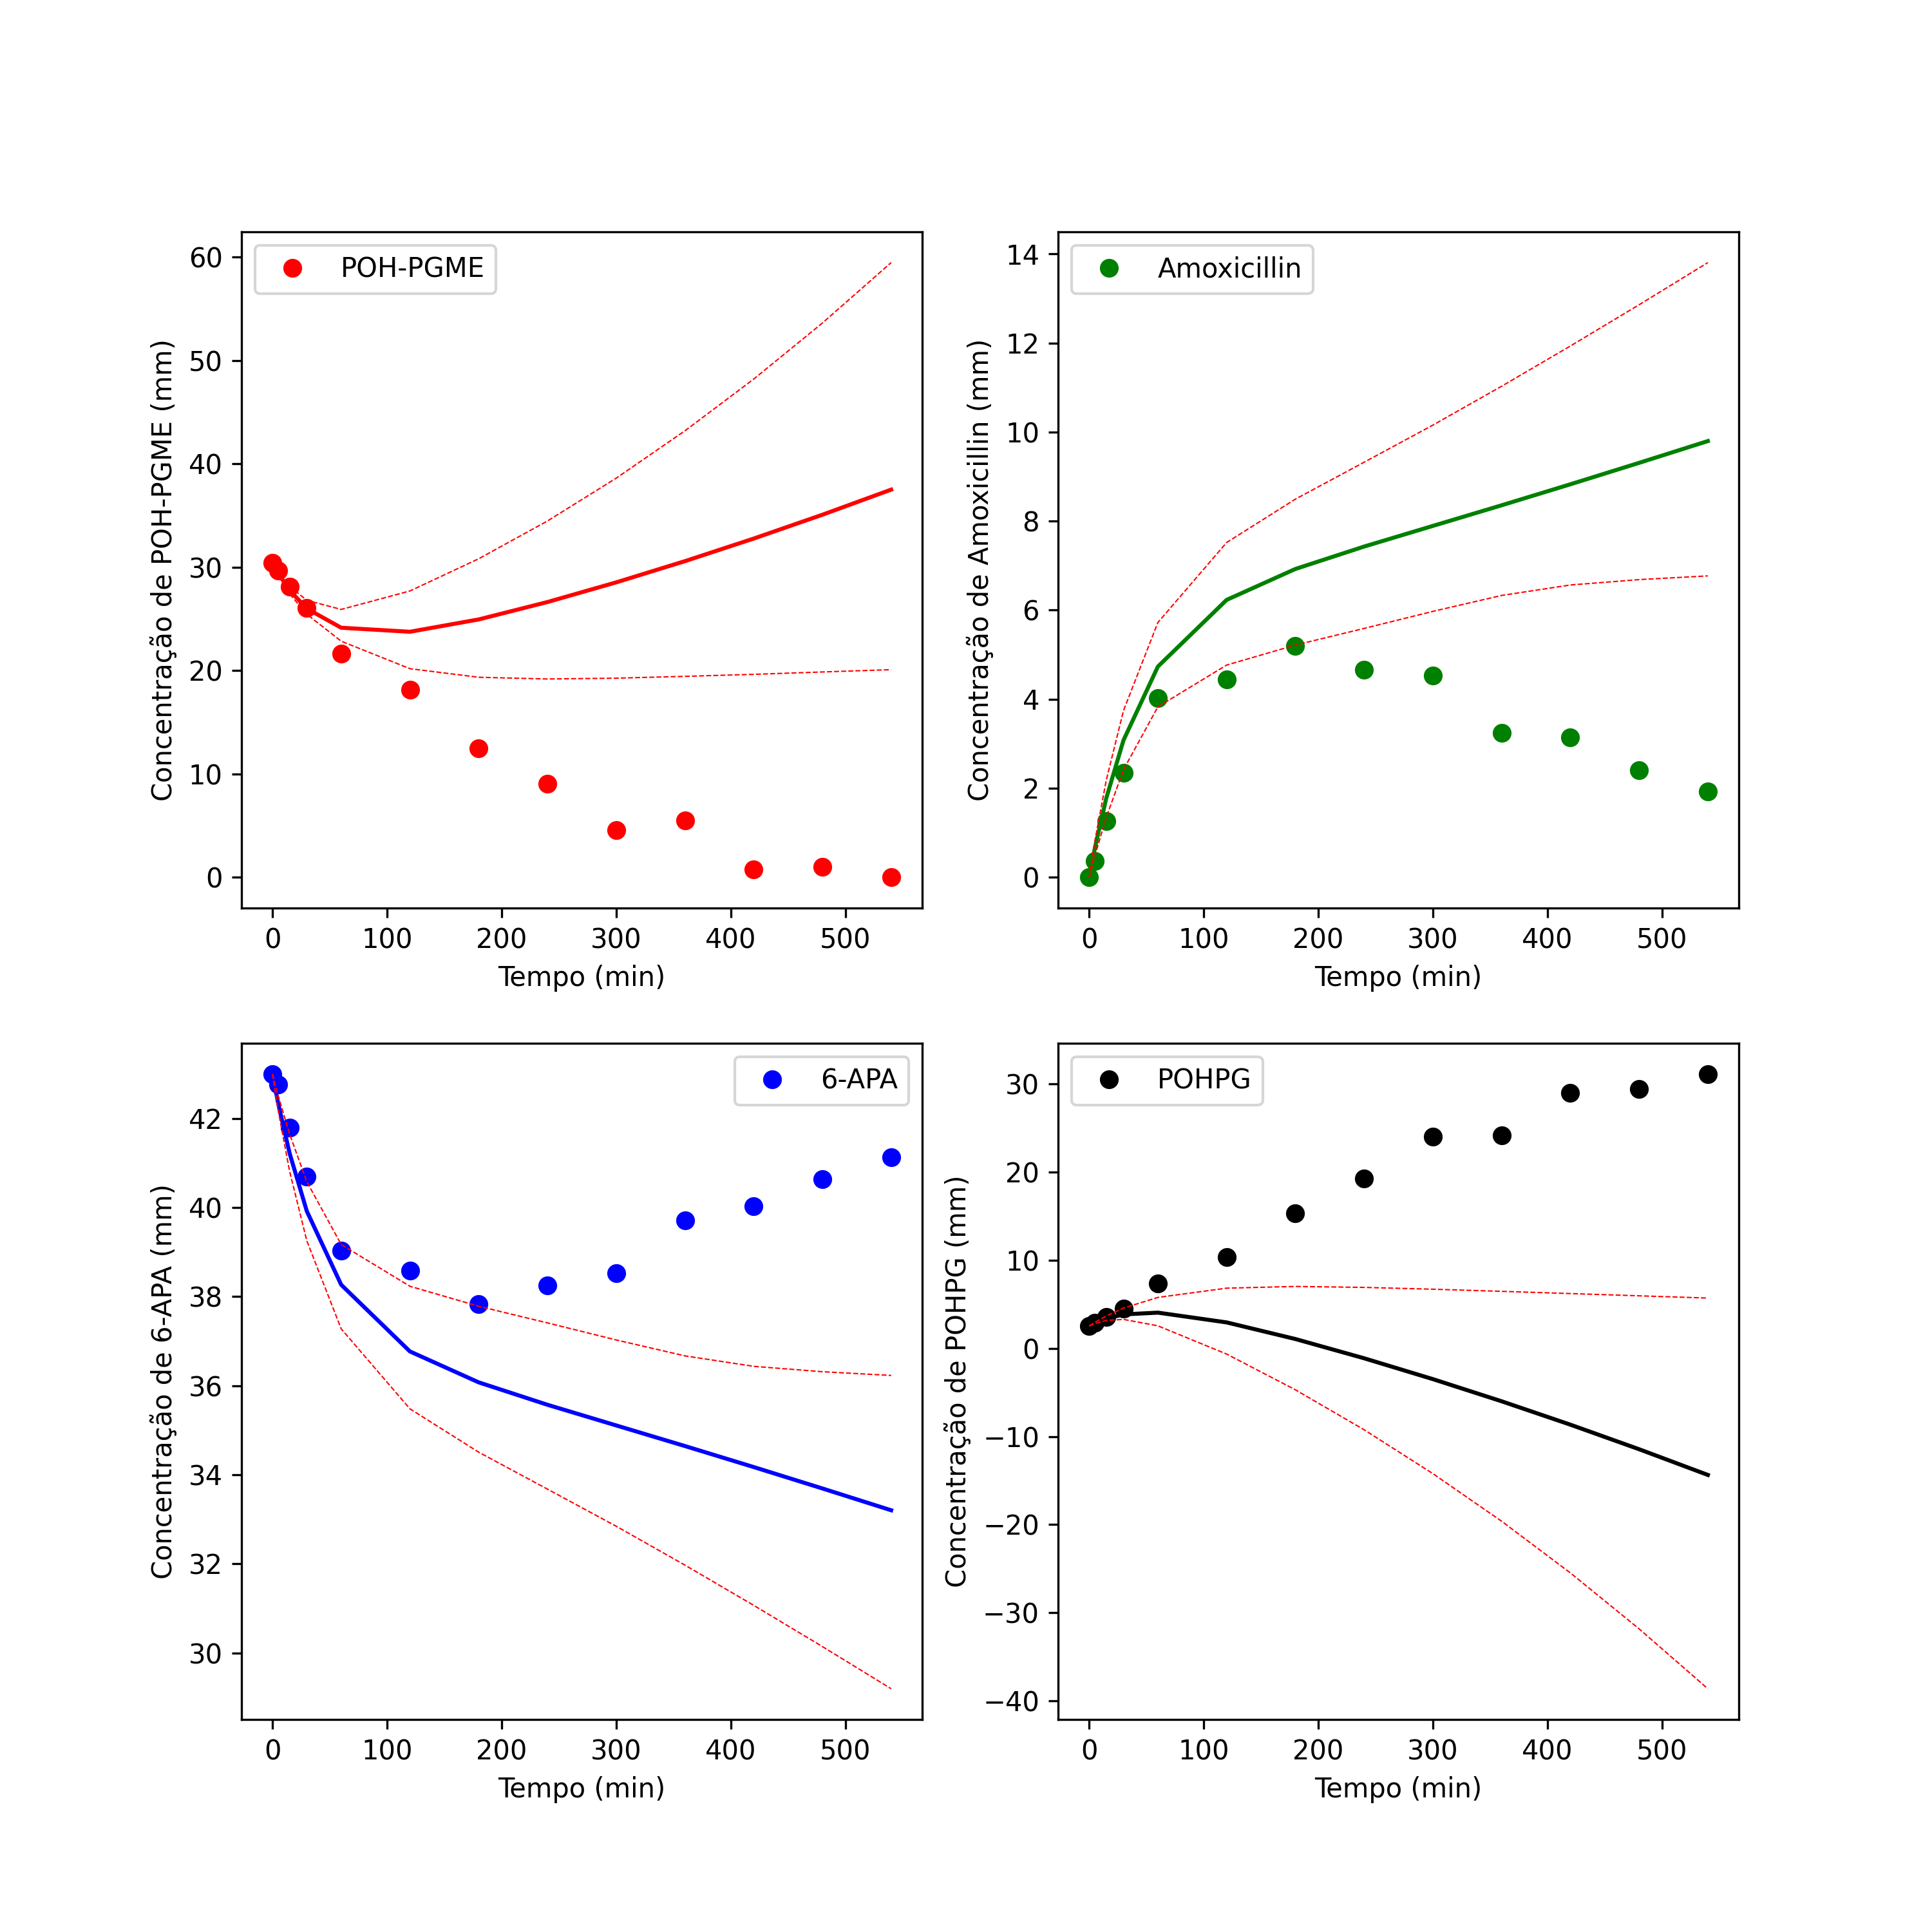 POH-PGME
Concentração de POH-PGME (mm)
60
50
40
30
20
10
0
0 100 200 300 400 500
Tempo (min)
Amoxicillin
Concentração de Amoxicillin (mm)
14
12
10
8
6
4
2
0
0 100 200 300 400 500
Tempo (min)
6-APA
Concentração de 6-APA (mm)
42
40
38
36
34
32
30
0 100 200 300 400 500
Tempo (min)
POHPG
Concentração de POHPG (mm)
30
20
10
0
−10
−20
−30
−40
0 100 200 300 400 500
Tempo (min)